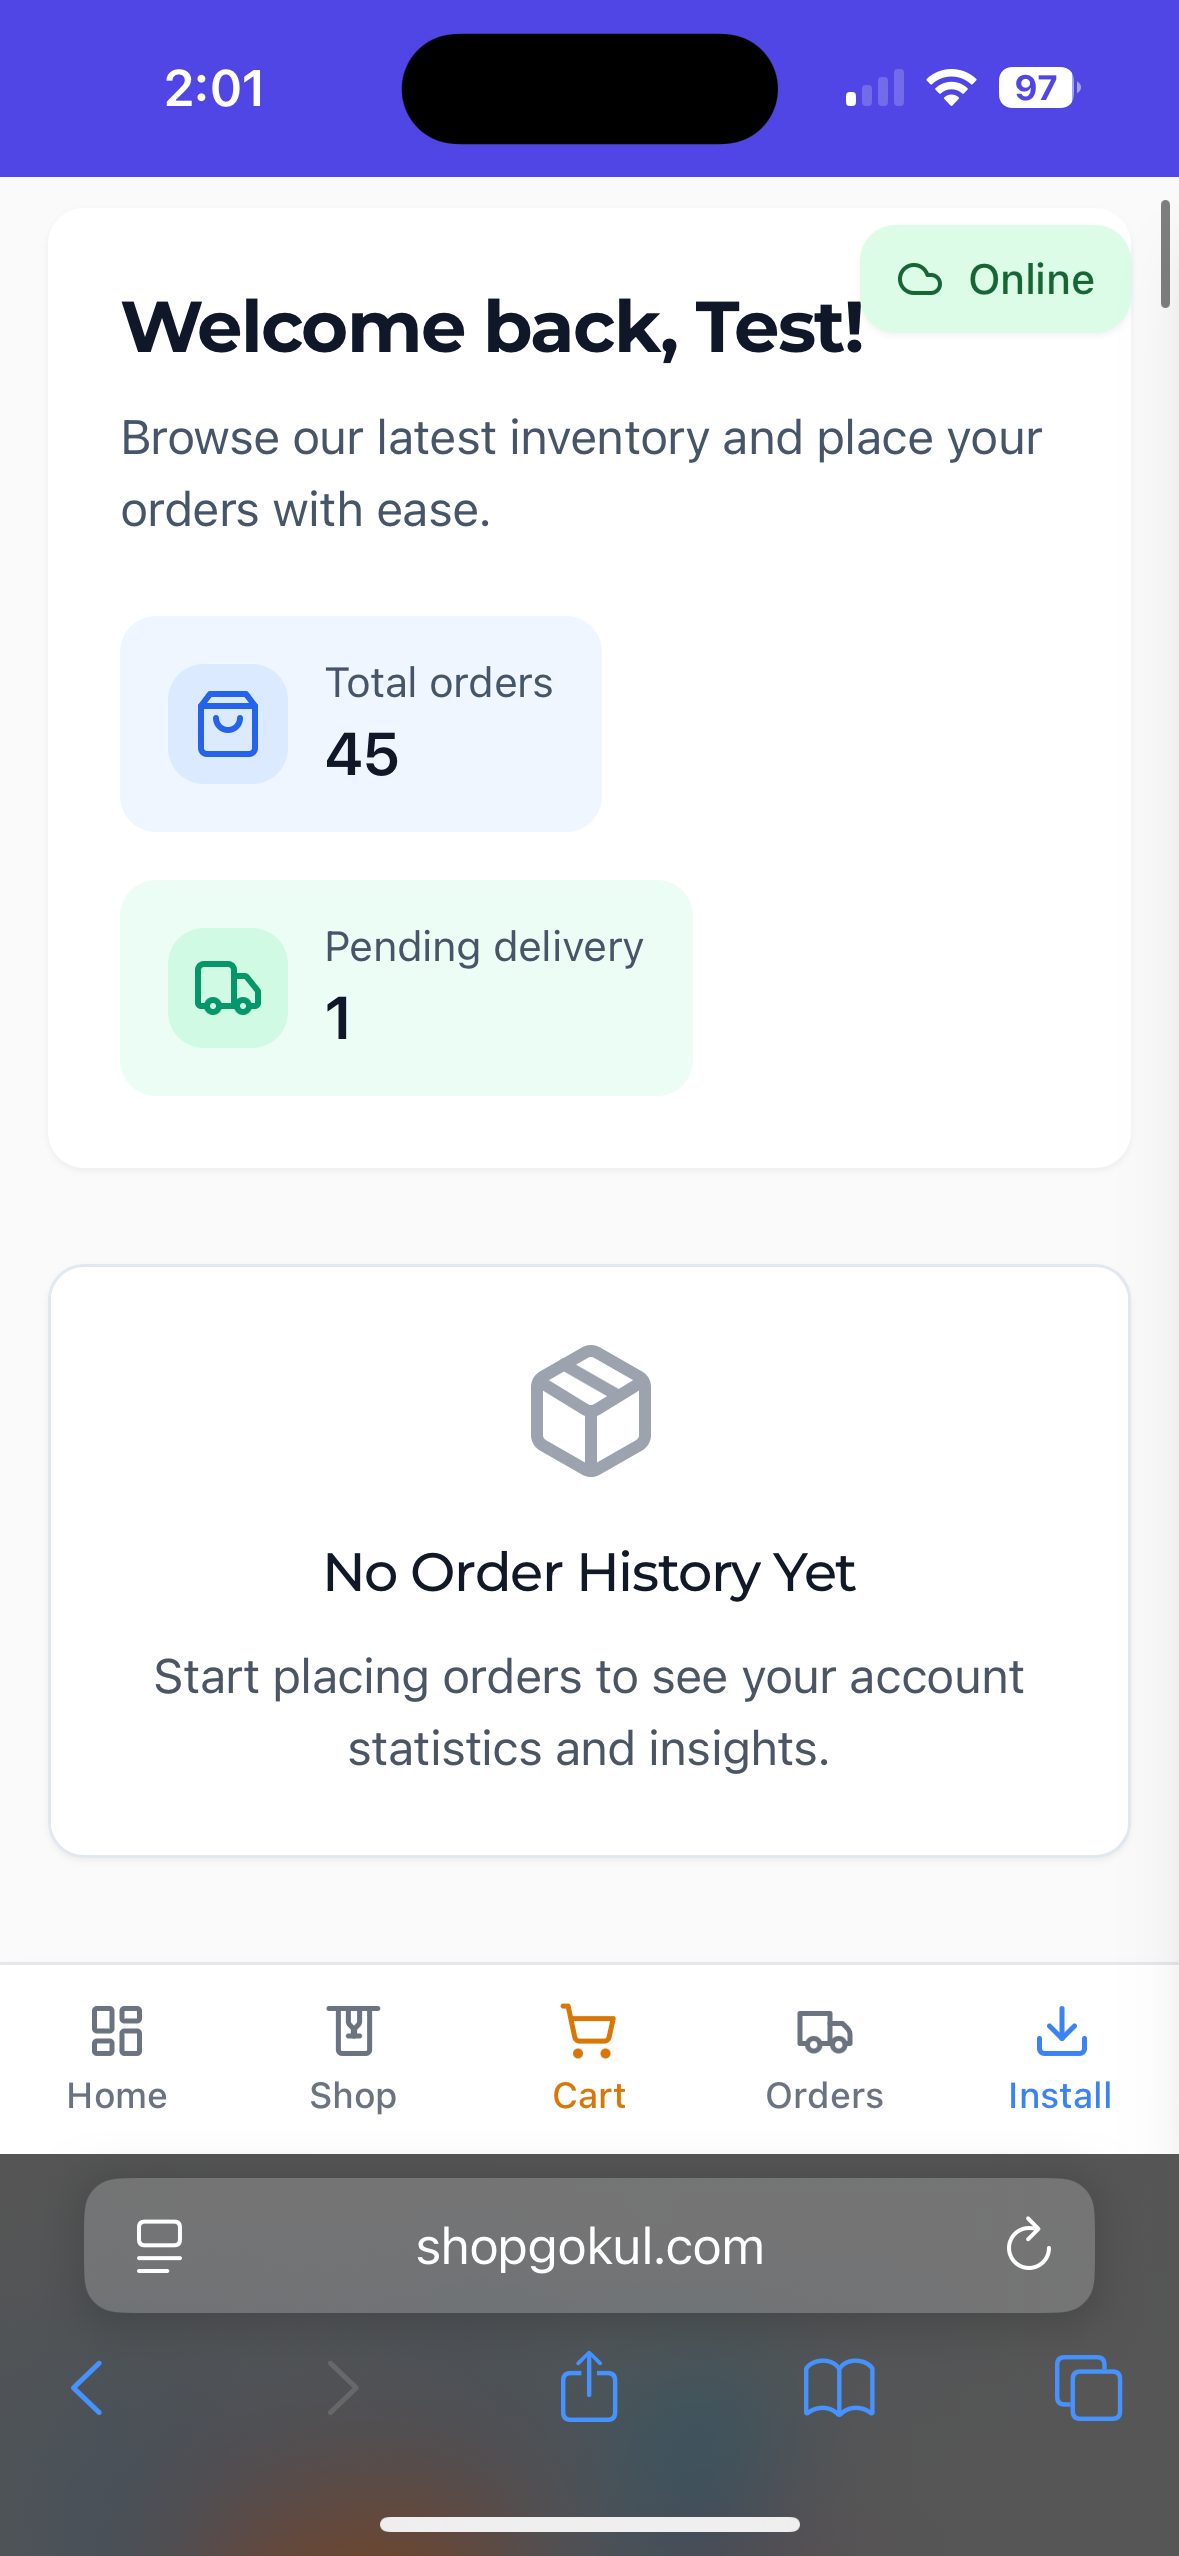 2:01
97
Online
Welcome back, Test!
Browse our latest inventory and place your
orders with ease.
Total orders
45
Pending delivery
1
No Order History Yet
Start placing orders to see your account
statistics and insights.
Home
Shop
Cart
Orders
Install
shopgokul.com